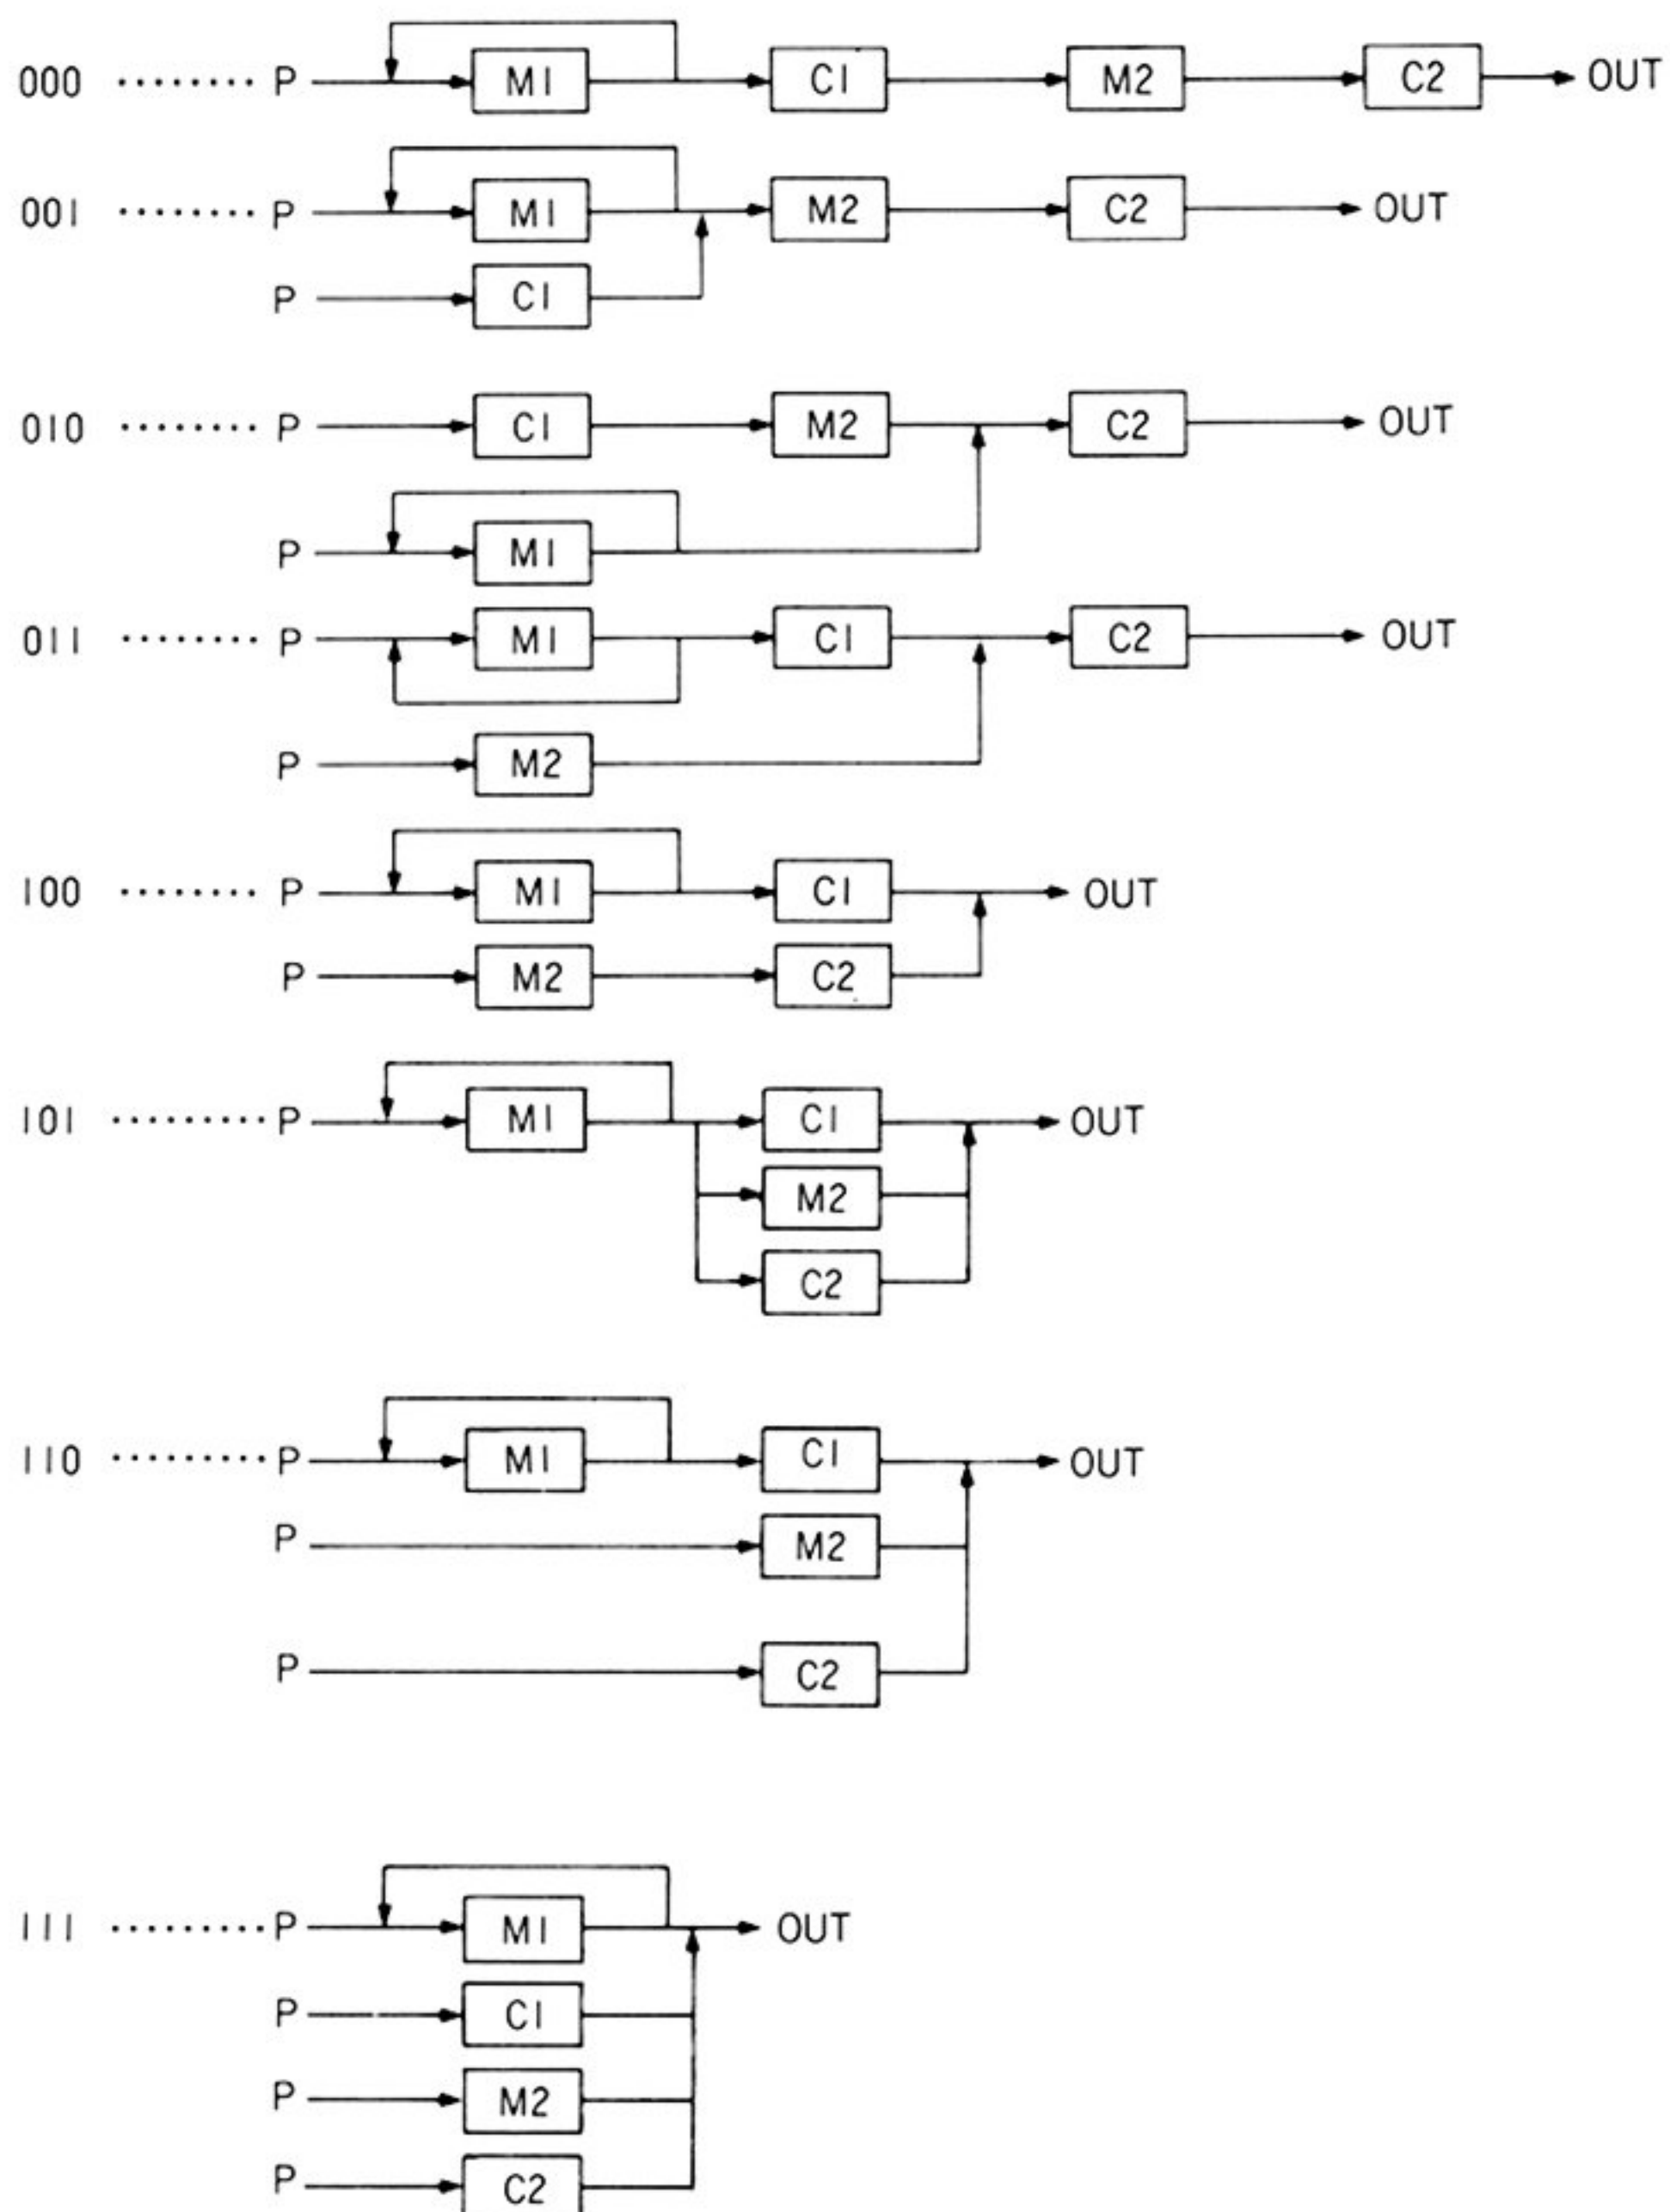 000 ········ P M1 C1 M2 C2 OUT
001 ········ P M1 M2 C2 OUT
P C1
010 ········ P C1 M2 C2 OUT
P M1
011 ········ P M1 C1 C2 OUT
P M2
100 ········ P M1 C1 OUT
P M2 C2
101 ········· P M1 C1 OUT
M2
C2
110 ········· P M1 C1 OUT
P M2
P C2
111 ········· P M1 OUT
P C1
P M2
P C2